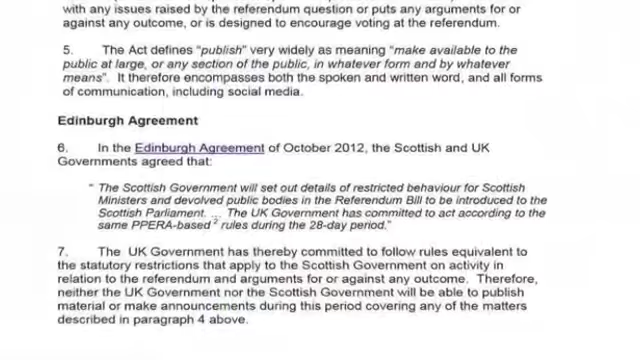 with any issues raised by the referendum question or puts any arguments for or
against any outcome, or is designed to encourage voting at the referendum.
5. The Act defines "publish" very widely as meaning "make available to the
public at large, or any section of the public, in whatever form and by whatever
means". It therefore encompasses both the spoken and written word, and all forms
of communication, including social media.
Edinburgh Agreement
6. In the Edinburgh Agreement of October 2012, the Scottish and UK
Governments agreed that:
" The Scottish Government will set out details of restricted behaviour for Scottish
Ministers and devolved public bodies in the Referendum Bill to be introduced to the
Scottish Parliament. ... The UK Government has committed to act according to the
same PPERA-based 2 rules during the 28-day period."
7. The UK Government has thereby committed to follow rules equivalent to
the statutory restrictions that apply to the Scottish Government on activity in
relation to the referendum and arguments for or against any outcome. Therefore,
neither the UK Government nor the Scottish Government will be able to publish
material or make announcements during this period covering any of the matters
described in paragraph 4 above.